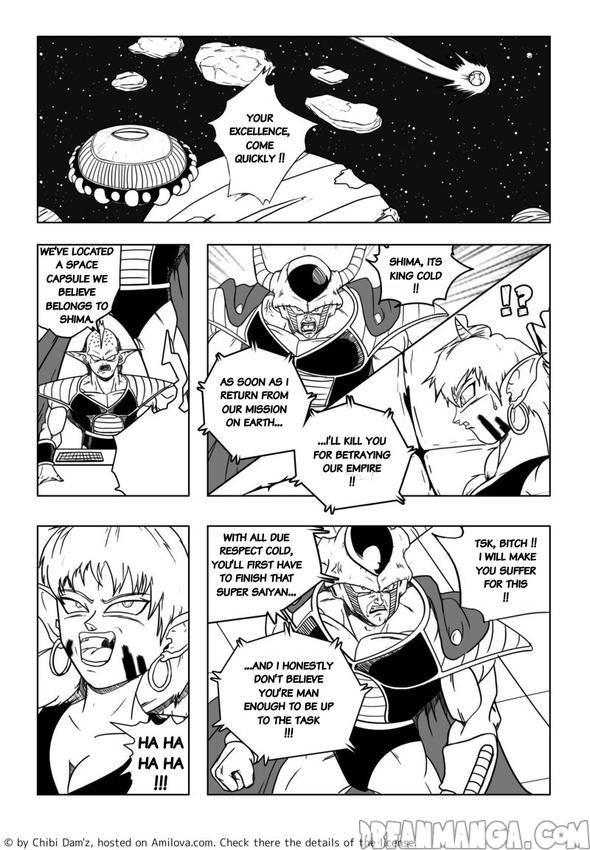 YOUR
EXCELLENCE,
COME
QUICKLY !!
WE'VE LOCATED
A SPACE
CAPSULE WE
BELIEVE
BELONGS TO
SHIMA.
SHIMA, ITS
KING COLD !!
!?
AS SOON AS I
RETURN FROM
OUR MISSION
ON EARTH...
...I'LL KILL YOU
FOR BETRAYING
OUR EMPIRE
!!
HA HA
HA HA
!!!
WITH ALL DUE
RESPECT COLD,
YOU'LL FIRST HAVE
TO FINISH THAT
SUPER SAIYAN...
TSK, BITCH !!
I WILL MAKE
YOU SUFFER
FOR THIS
!!
...AND I HONESTLY
DON'T BELIEVE
YOU'RE MAN
ENOUGH TO BE UP
TO THE TASK
!!!
DREAMMANGA.COM
© by Chibi Dam'z, hosted on Amilova.com. Check there the details of the license.